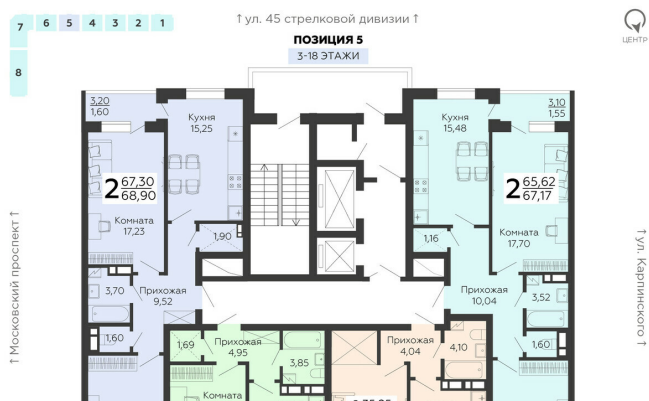 ↑ ул. 45 стрелковой дивизии ↑
7 6 5 4 3 2 1
8
ПОЗИЦИЯ 5
3-18 ЭТАЖИ
ЦЕНТР
↑ Московский проспект ↑
3,20
1,60
Кухня
15,25
2 67,30
68,90
Комната
17,23
1,90
3,70
Прихожая
9,52
1,60
Кухня
15,48
3,10
1,55
2 65,62
67,17
Комната
17,70
1,16
Прихожая
10,04
3,52
1,60
1,69
Прихожая
4,95
3,85
Комната
Прихожая
4,04
4,10
↑ ул. Карпинского ↑